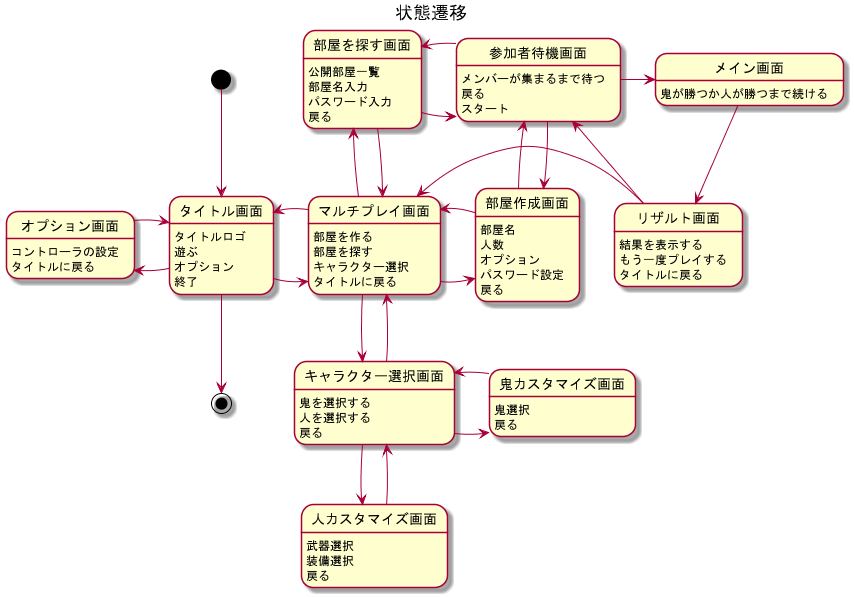 状態遷移
部屋を探す画面
公開部屋一覧
部屋名入力
パスワード入力
戻る
参加者待機画面
メンバーが集まるまで待つ
戻る
スタート
メイン画面
鬼が勝つか人が勝つまで続ける
オプション画面
コントローラの設定
タイトルに戻る
タイトル画面
タイトルロゴ
遊ぶ
オプション
終了
マルチプレイ画面
部屋を作る
部屋を探す
キャラクター選択
タイトルに戻る
部屋作成画面
部屋名
人数
オプション
パスワード設定
戻る
リザルト画面
結果を表示する
もう一度プレイする
タイトルに戻る
キャラクター選択画面
鬼を選択する
人を選択する
戻る
鬼カスタマイズ画面
鬼選択
戻る
人カスタマイズ画面
武器選択
装備選択
戻る